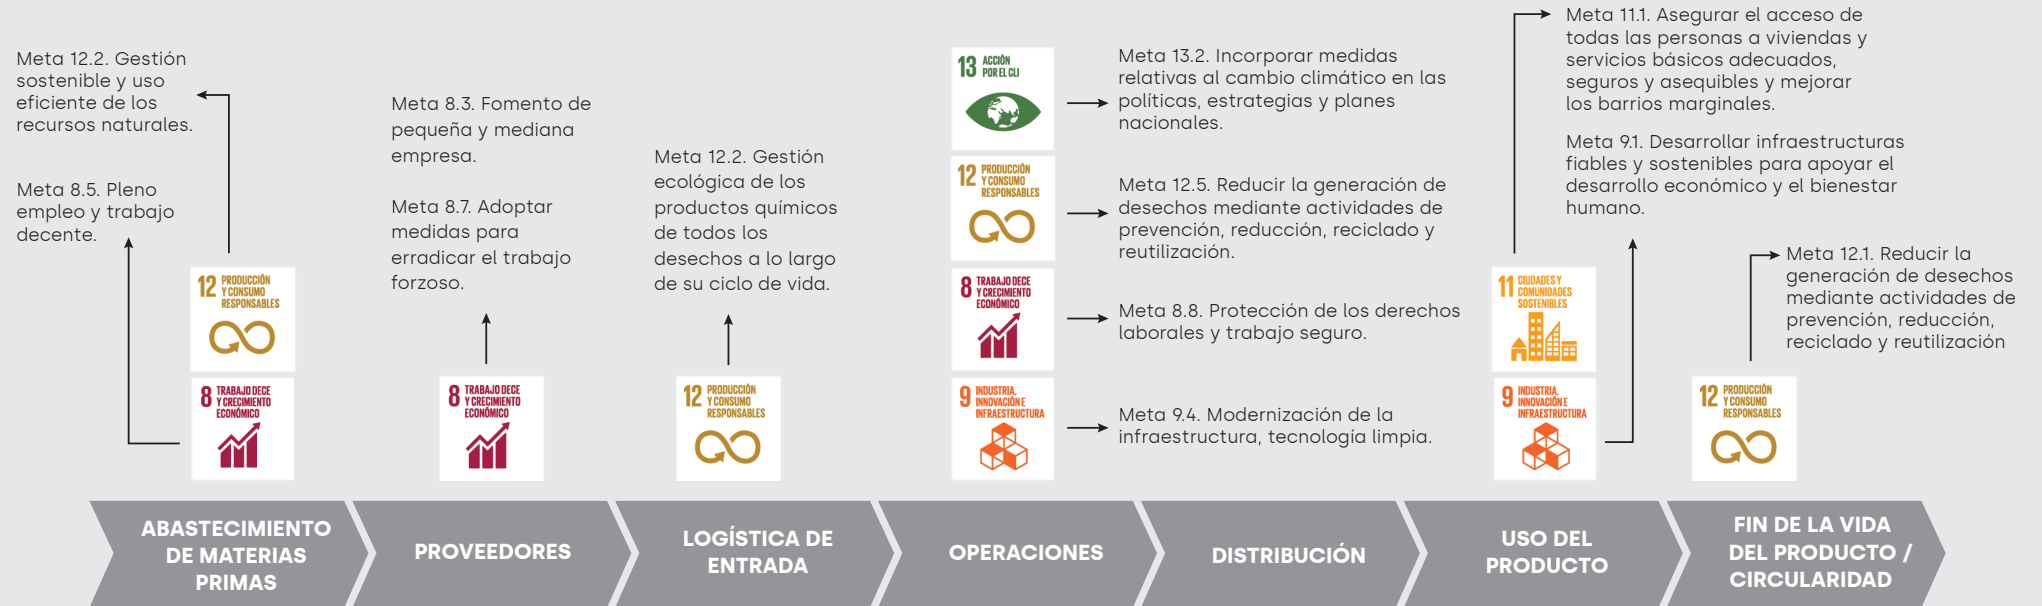 Meta 12.2. Gestión
sostenible y uso
eficiente de los
recursos naturales.
Meta 8.5. Pleno
empleo y trabajo
decente.
12 PRODUCCIÓN
Y CONSUMO
RESPONSABLES
8 TRABAJO DECE
Y CRECIMIENTO
ECONÓMICO
Meta 8.3. Fomento de
pequeña y mediana
empresa.
Meta 8.7. Adoptar
medidas para
erradicar el trabajo
forzoso.
8 TRABAJO DECE
Y CRECIMIENTO
ECONÓMICO
Meta 12.2. Gestión
ecológica de los
productos químicos
de todos los
desechos a lo largo
de su ciclo de vida.
12 PRODUCCIÓN
Y CONSUMO
RESPONSABLES
13 ACCIÓN
POR EL CLI
Meta 13.2. Incorporar medidas
relativas al cambio climático en las
políticas, estrategias y planes
nacionales.
12 PRODUCCIÓN
Y CONSUMO
RESPONSABLES
Meta 12.5. Reducir la generación de
desechos mediante actividades de
prevención, reducción, reciclado y
reutilización.
8 TRABAJO DECE
Y CRECIMIENTO
ECONÓMICO
Meta 8.8. Protección de los derechos
laborales y trabajo seguro.
9 INDUSTRIA,
INNOVACIÓN E
INFRAESTRUCTURA
Meta 9.4. Modernización de la
infraestructura, tecnología limpia.
Meta 11.1. Asegurar el acceso de
todas las personas a viviendas y
servicios básicos adecuados,
seguros y asequibles y mejorar
los barrios marginales.
Meta 9.1. Desarrollar infraestructuras
fiables y sostenibles para apoyar el
desarrollo económico y el bienestar
humano.
11 CIUDADES Y
COMUNIDADES
SOSTENIBLES
9 INDUSTRIA,
INNOVACIÓN E
INFRAESTRUCTURA
Meta 12.1. Reducir la
generación de desechos
mediante actividades de
prevención, reducción,
reciclado y reutilización
12 PRODUCCIÓN
Y CONSUMO
RESPONSABLES
ABASTECIMIENTO
DE MATERIAS
PRIMAS
PROVEEDORES
LOGÍSTICA DE
ENTRADA
OPERACIONES
DISTRIBUCIÓN
USO DEL
PRODUCTO
FIN DE LA VIDA
DEL PRODUCTO /
CIRCULARIDAD